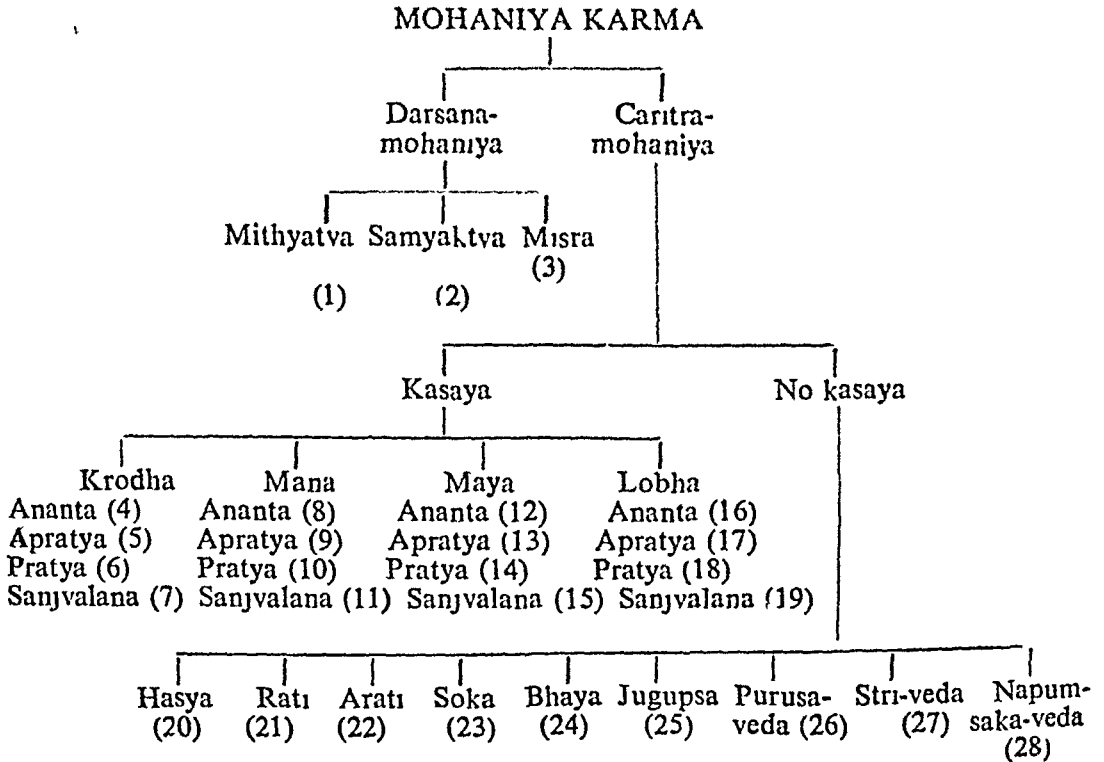 MOHANIYA KARMA
Darsana- Caritra-
mohaniya mohaniya
Mithyatva Samyaktva Misra
(3)
(1) (2)
Kasaya No kasaya
Krodha Mana Maya Lobha
Ananta (4) Ananta (8) Ananta (12) Ananta (16)
Apratya (5) Apratya (9) Apratya (13) Apratya (17)
Pratya (6) Pratya (10) Pratya (14) Pratya (18)
Sanjvalana (7) Sanjvalana (11) Sanjvalana (15) Sanjvalana (19)
Hasya Rati Arati Soka Bhaya Jugupsa Purusa- Stri-veda Napum-
(20) (21) (22) (23) (24) (25) veda (26) (27) saka-veda
(28)